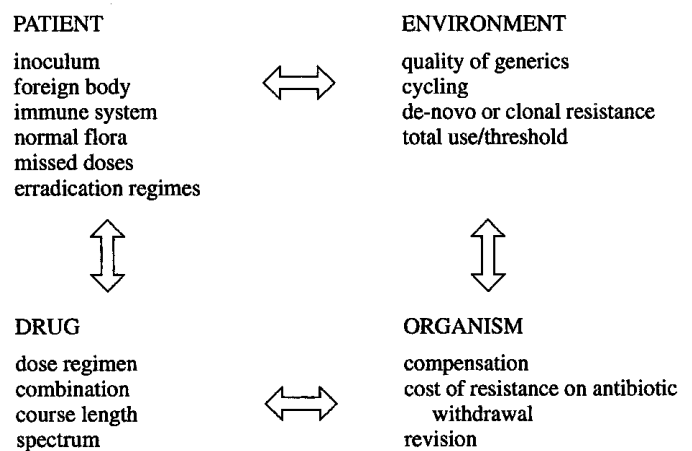 PATIENT
inoculum
foreign body
immune system
normal flora
missed doses
erradication regimes
ENVIRONMENT
quality of generics
cycling
de-novo or clonal resistance
total use/threshold
DRUG
dose regimen
combination
course length
spectrum
ORGANISM
compensation
cost of resistance on antibiotic
withdrawal
revision